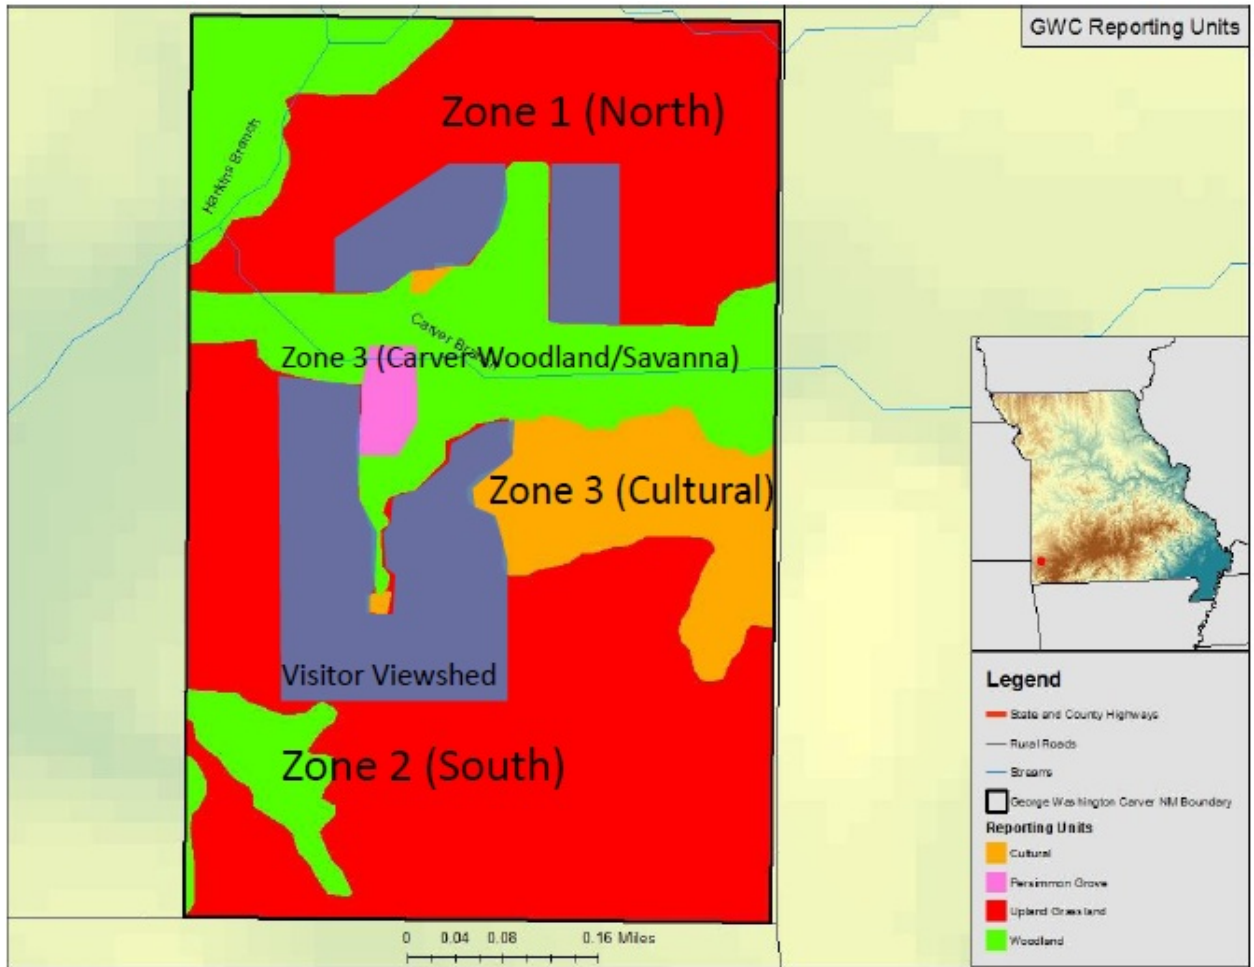 GWC Reporting Units
Zone 1 (North)
Harkins Branch
Carver Branch
Zone 3 (Carver Woodland/Savanna)
Zone 3 (Cultural)
Visitor Viewshed
Zone 2 (South)
0 0.04 0.08 0.16 Miles
Legend
State and County Highways
Rural Roads
Streams
George Washington Carver NM Boundary
Reporting Units
Cultural
Persimmon Grove
Upland Grassland
Woodland